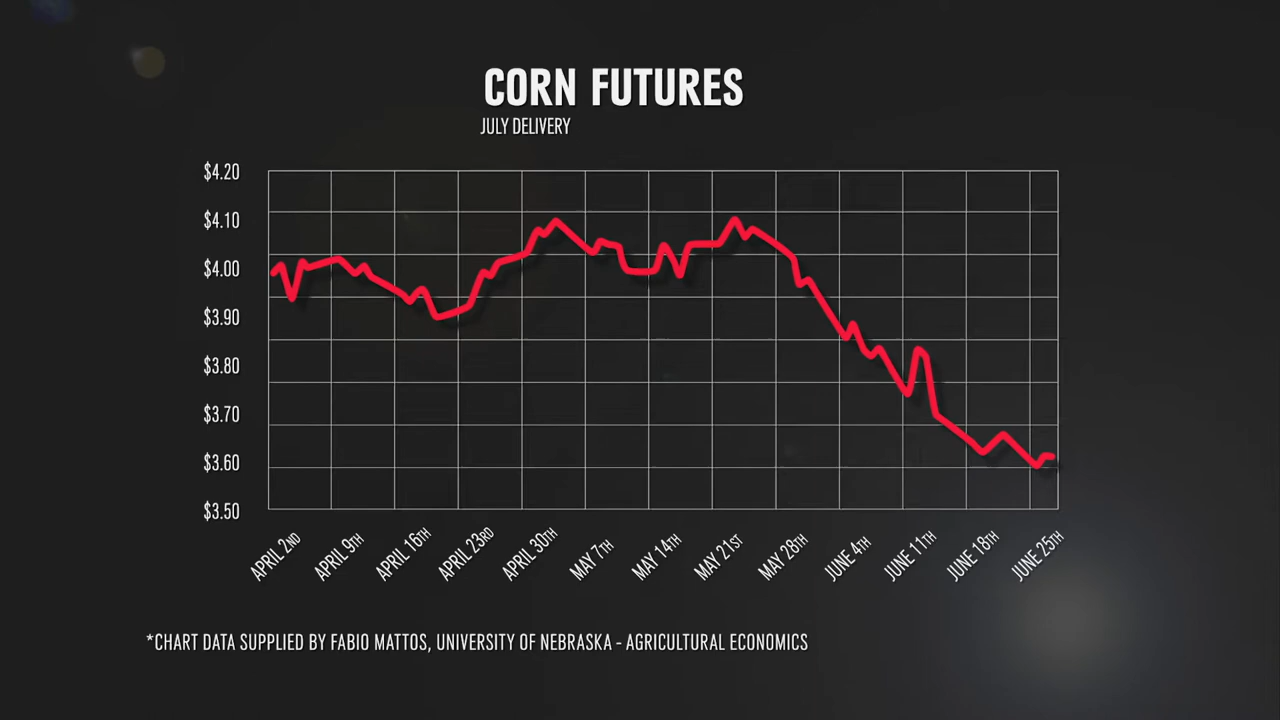 CORN FUTURES
JULY DELIVERY
$4.20
$4.10
$4.00
$3.90
$3.80
$3.70
$3.60
$3.50
APRIL 2ND
APRIL 9TH
APRIL 16TH
APRIL 23RD
APRIL 30TH
MAY 7TH
MAY 14TH
MAY 21ST
MAY 28TH
JUNE 4TH
JUNE 11TH
JUNE 18TH
JUNE 25TH
*CHART DATA SUPPLIED BY FABIO MATTOS, UNIVERSITY OF NEBRASKA - AGRICULTURAL ECONOMICS